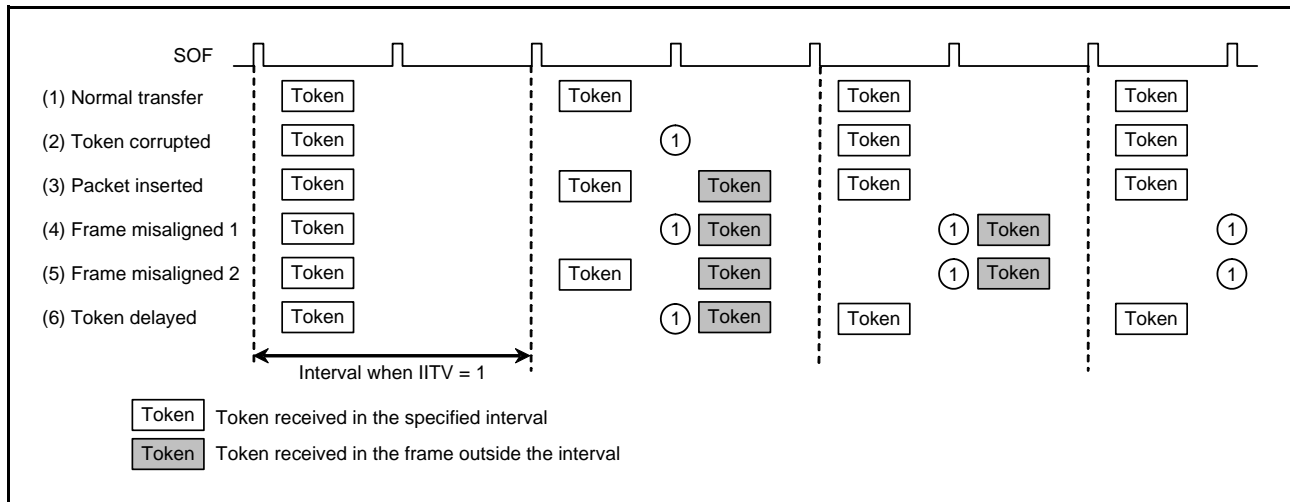 SOF
(1) Normal transfer Token Token Token Token
(2) Token corrupted Token 1 Token Token
(3) Packet inserted Token Token Token Token Token
(4) Frame misaligned 1 Token 1 Token 1 Token 1
(5) Frame misaligned 2 Token Token Token 1 Token 1
(6) Token delayed Token 1 Token Token Token
Interval when IITV = 1
Token Token received in the specified interval
Token Token received in the frame outside the interval